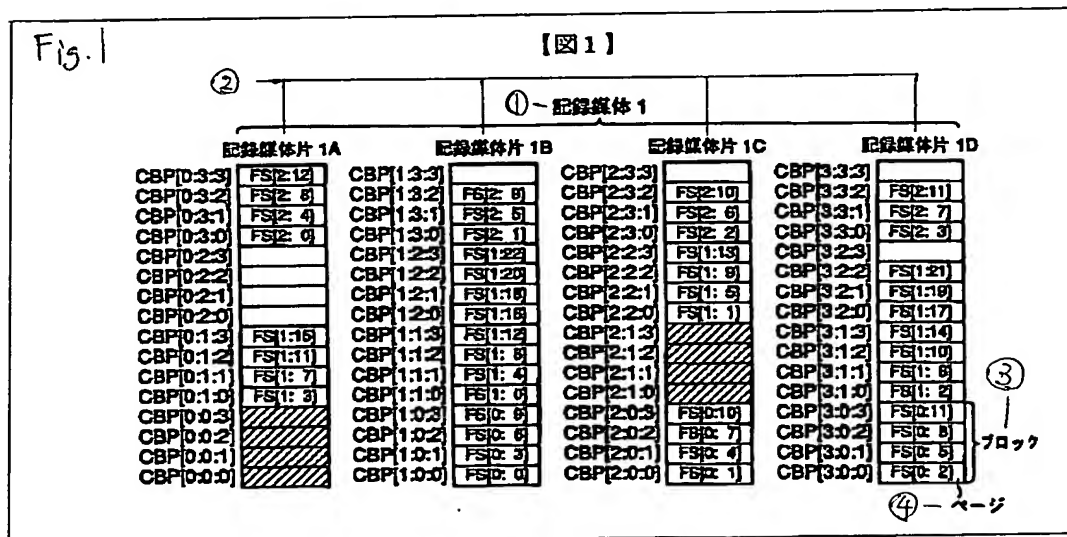 Fig.1
【図1】
②
①-記録媒体1
記録媒体片 1A 記録媒体片 1B 記録媒体片 1C 記録媒体片 1D
CBP[0:3:3] FS[2:12] CBP[1:3:3] CBP[2:3:3] CBP[3:3:3]
CBP[0:3:2] FS[2: 8] CBP[1:3:2] FS[2: 9] CBP[2:3:2] FS[2:10] CBP[3:3:2] FS[2:11]
CBP[0:3:1] FS[2: 4] CBP[1:3:1] FS[2: 5] CBP[2:3:1] FS[2: 6] CBP[3:3:1] FS[2: 7]
CBP[0:3:0] FS[2: 0] CBP[1:3:0] FS[2: 1] CBP[2:3:0] FS[2: 2] CBP[3:3:0] FS[2: 3]
CBP[0:2:3] CBP[1:2:3] FS[1:22] CBP[2:2:3] FS[1:13] CBP[3:2:3]
CBP[0:2:2] CBP[1:2:2] FS[1:20] CBP[2:2:2] FS[1: 9] CBP[3:2:2] FS[1:21]
CBP[0:2:1] CBP[1:2:1] FS[1:18] CBP[2:2:1] FS[1: 5] CBP[3:2:1] FS[1:19]
CBP[0:2:0] CBP[1:2:0] FS[1:16] CBP[2:2:0] FS[1: 1] CBP[3:2:0] FS[1:17]
CBP[0:1:3] FS[1:15] CBP[1:1:3] FS[1:12] CBP[2:1:3] CBP[3:1:3] FS[1:14]
CBP[0:1:2] FS[1:11] CBP[1:1:2] FS[1: 8] CBP[2:1:2] CBP[3:1:2] FS[1:10]
CBP[0:1:1] FS[1: 7] CBP[1:1:1] FS[1: 4] CBP[2:1:1] CBP[3:1:1] FS[1: 6]
CBP[0:1:0] FS[1: 3] CBP[1:1:0] FS[1: 0] CBP[2:1:0] CBP[3:1:0] FS[1: 2]
③
CBP[0:0:3] CBP[1:0:3] FS[0: 9] CBP[2:0:3] FS[0:10] CBP[3:0:3] FS[0:11]
CBP[0:0:2] CBP[1:0:2] FS[0: 6] CBP[2:0:2] FS[0: 7] CBP[3:0:2] FS[0: 8]
ブロック
CBP[0:0:1] CBP[1:0:1] FS[0: 3] CBP[2:0:1] FS[0: 4] CBP[3:0:1] FS[0: 5]
CBP[0:0:0] CBP[1:0:0] FS[0: 0] CBP[2:0:0] FS[0: 1] CBP[3:0:0] FS[0: 2]
④-ページ